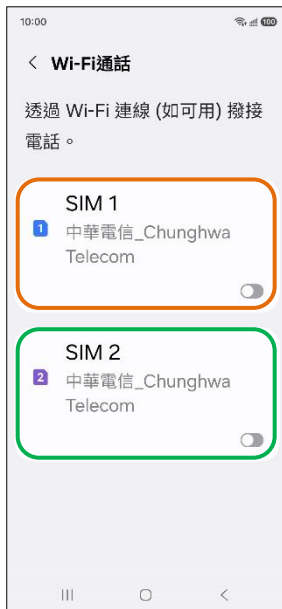 10:00
100
Wi-Fi通話
透過 Wi-Fi 連線 (如可用) 撥接
電話。
SIM 1
1
中華電信_Chunghwa
Telecom
SIM 2
2
中華電信_Chunghwa
Telecom